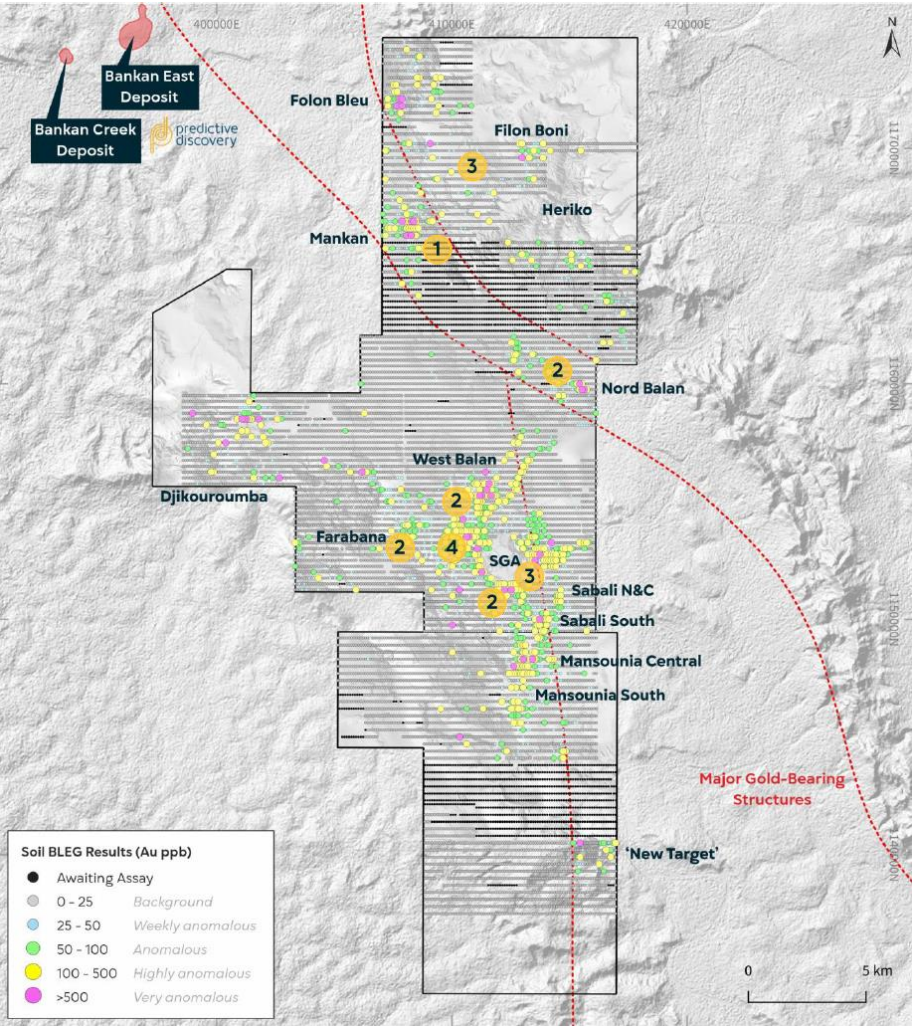 400000E
410000E
420000E
N
Bankan East
Deposit
Bankan Creek
Deposit
predictive
discovery
Folon Bleu
Filon Boni
1170000N
3
Heriko
Mankan
1
2
1160000N
Nord Balan
West Balan
Djikouroumba
2
Farabana
2
4
SGA
3
Sabali N&C
2
1150000N
Sabali South
Mansounia Central
Mansounia South
Major Gold-Bearing
Structures
'New Target'
Soil BLEG Results (Au ppb)
Awaiting Assay
0 - 25 Background
25 - 50 Weekly anomalous
50 - 100 Anomalous
100 - 500 Highly anomalous
>500 Very anomalous
0 5 km